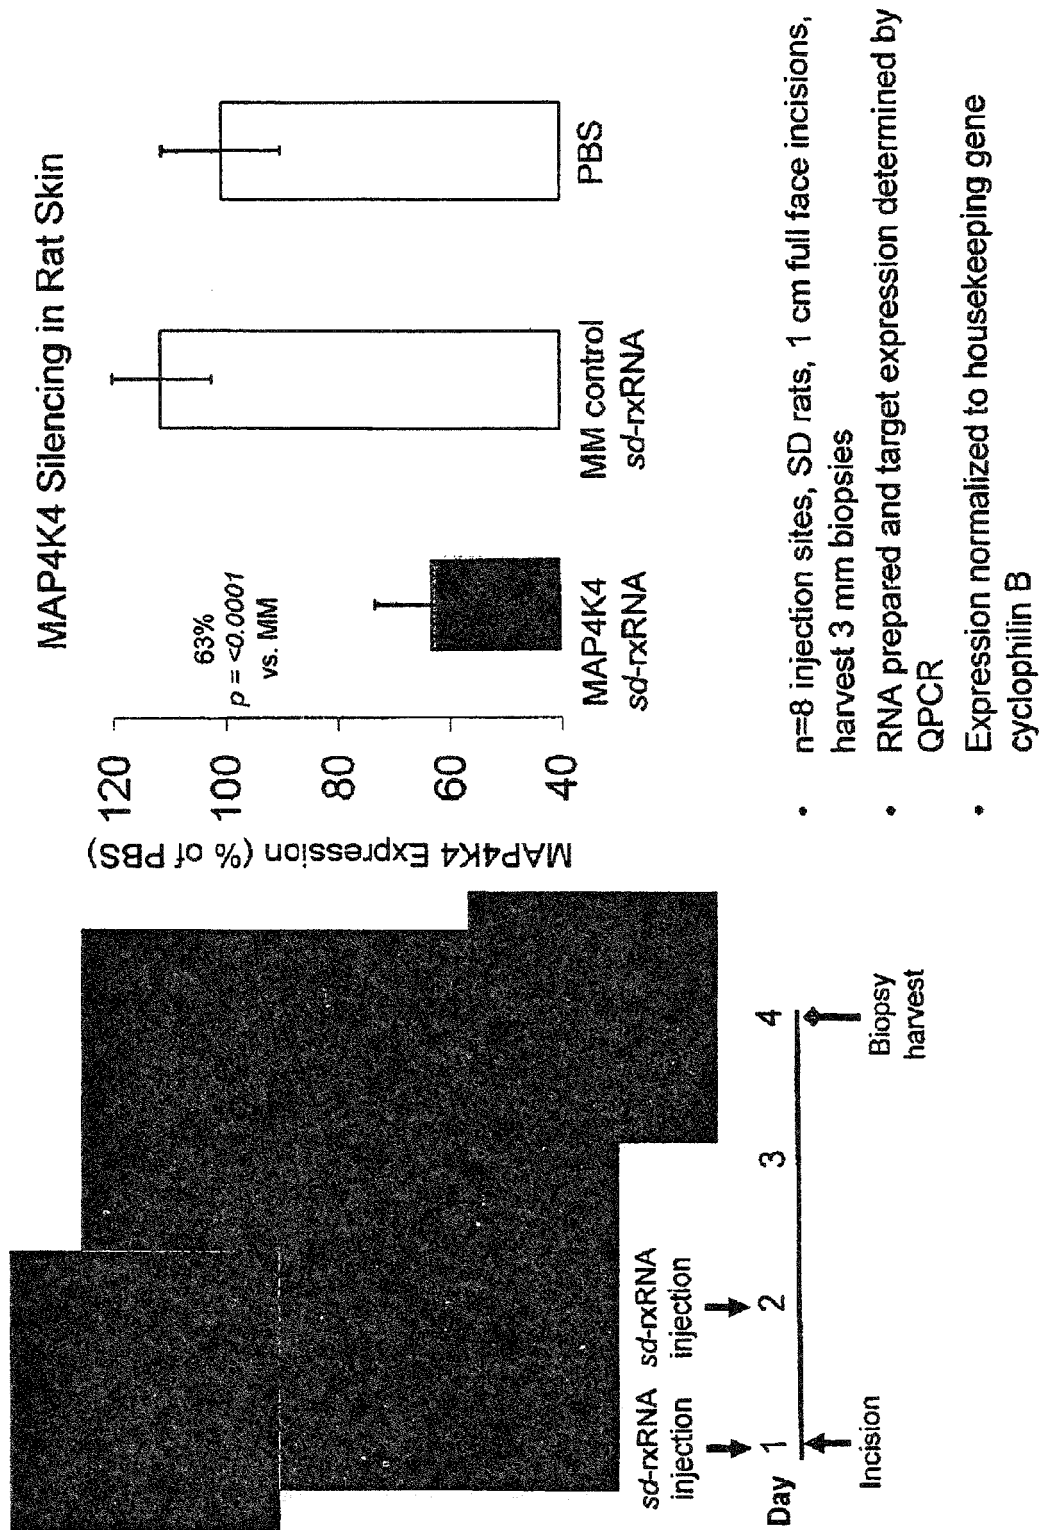 MAP4K4 Silencing in Rat Skin
MAP4K4 Expression (% of PBS)
120
100
80
60
40
63%
p = <0.0001
vs. MM
MAP4K4
sd-rxRNA
MM control
sd-rxRNA
PBS
sd-rxRNA
injection
sd-rxRNA
injection
Day
1
2
3
4
Incision
Biopsy
harvest
• n=8 injection sites, SD rats, 1 cm full face incisions,
harvest 3 mm biopsies
• RNA prepared and target expression determined by
QPCR
• Expression normalized to housekeeping gene
cyclophilin B